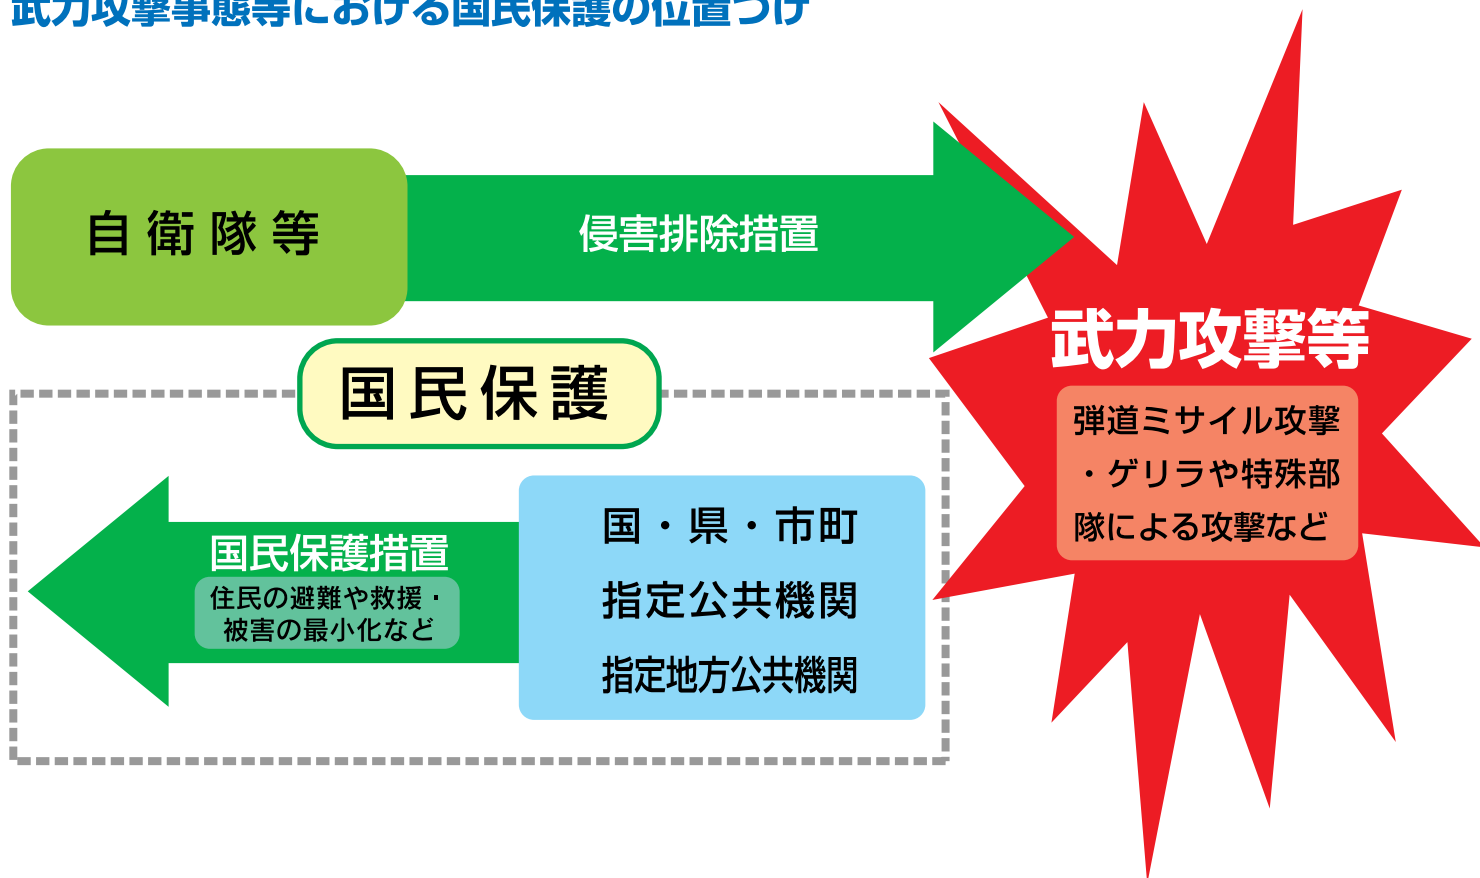 武力攻撃事態等における国民保護の位置づけ
自衛隊等
侵害排除措置
武力攻撃等
弾道ミサイル攻撃
・ゲリラや特殊部
隊による攻撃など
国民保護
国・県・市町
指定公共機関
指定地方公共機関
国民保護措置
住民の避難や救援・
被害の最小化など